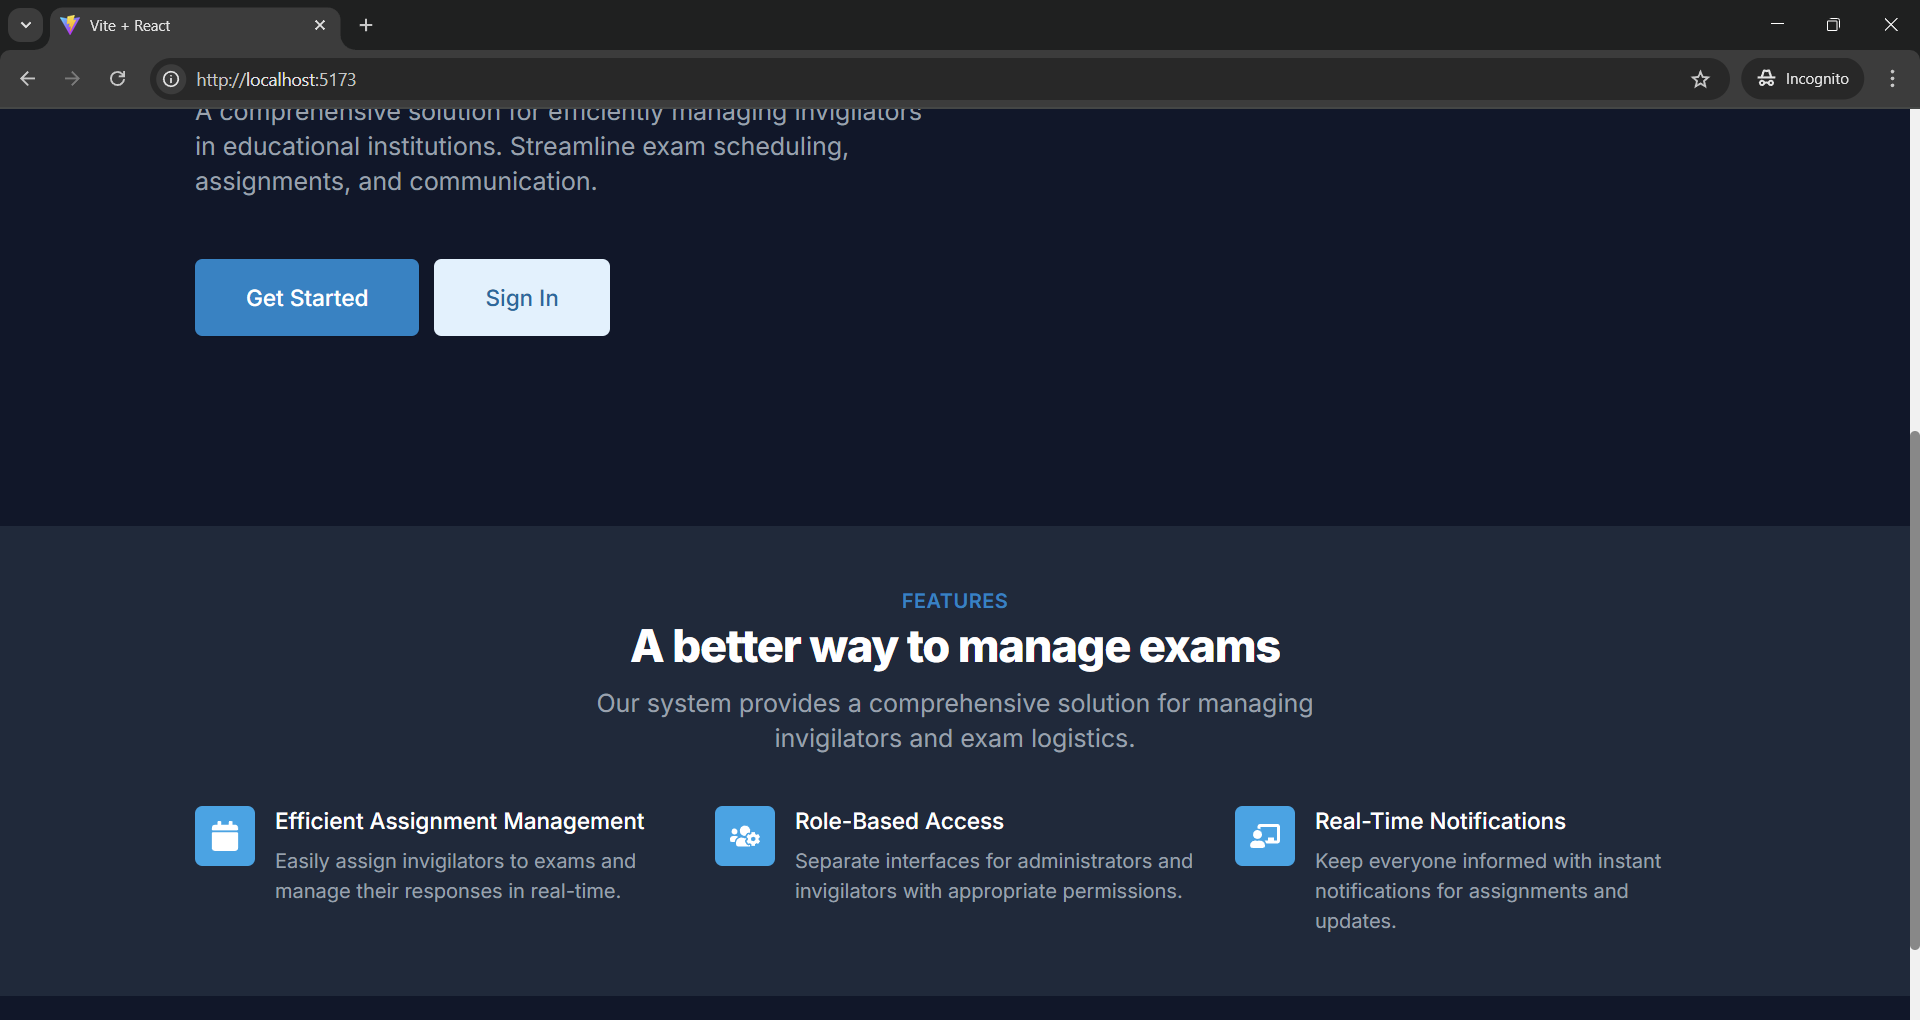 Vite + React
http://localhost:5173
Incognito
A comprehensive solution for efficiently managing invigilators
in educational institutions. Streamline exam scheduling,
assignments, and communication.
Get Started
Sign In
FEATURES
A better way to manage exams
Our system provides a comprehensive solution for managing
invigilators and exam logistics.
Efficient Assignment Management
Easily assign invigilators to exams and
manage their responses in real-time.
Role-Based Access
Separate interfaces for administrators and
invigilators with appropriate permissions.
Real-Time Notifications
Keep everyone informed with instant
notifications for assignments and
updates.